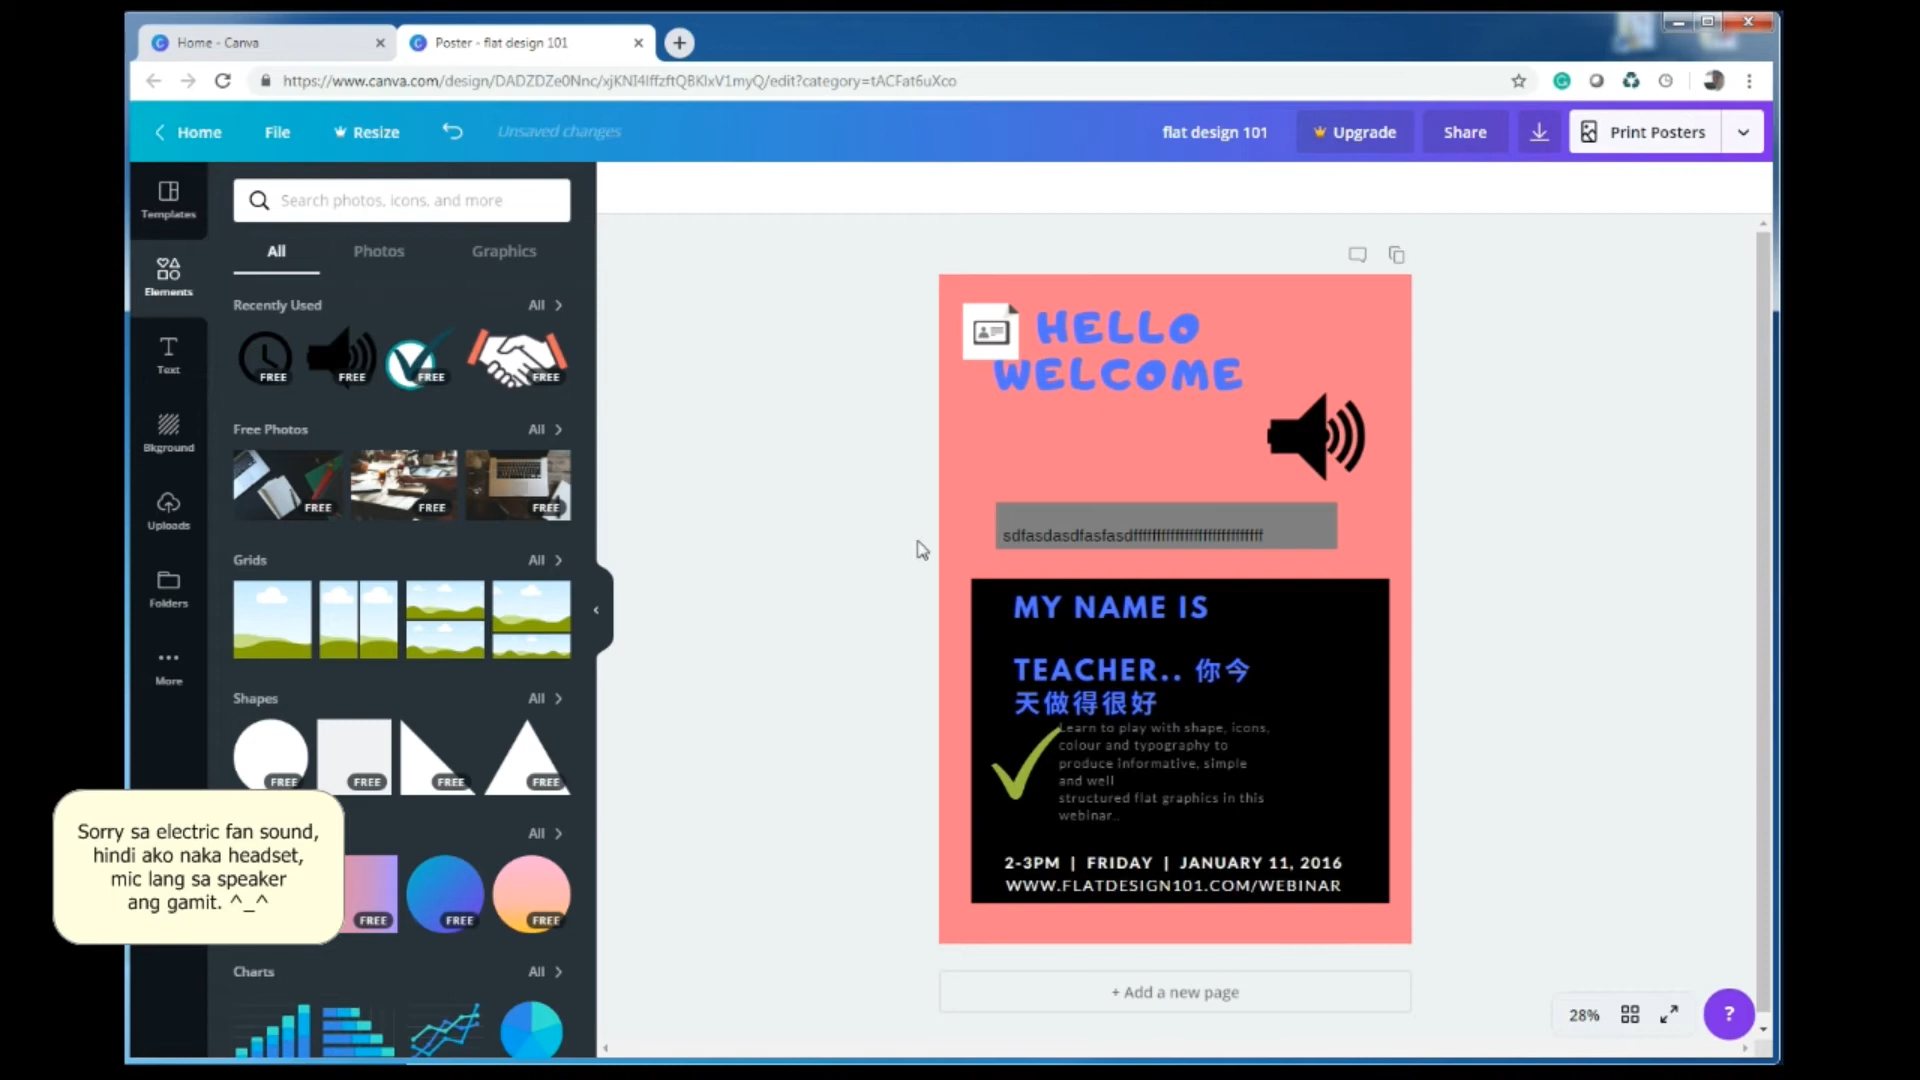 Home - Canva
Poster - flat design 101
https://www.canva.com/design/DADZDZe0Nnc/xjKNI4lffzftQBKlxV1myQ/edit?category=tACFat6uXco
Home
File
Resize
Unsaved changes
flat design 101
Upgrade
Share
Print Posters
Templates
Elements
Text
Bkground
Uploads
Folders
More
Search photos, icons, and more
All
Photos
Graphics
Recently Used
All
FREE
FREE
FREE
FREE
Free Photos
All
FREE
FREE
FREE
Grids
All
Shapes
All
FREE
FREE
FREE
FREE
All
FREE
FREE
FREE
Charts
All
Sorry sa electric fan sound,
hindi ako naka headset,
mic lang sa speaker
ang gamit. ^_^
HELLO
WELCOME
MY NAME IS
TEACHER.. 你今
天做得很好
Learn to play with shape, icons,
colour and typography to
produce informative, simple
and well
structured flat graphics in this
webinar..
2-3PM | FRIDAY | JANUARY 11, 2016
WWW.FLATDESIGN101.COM/WEBINAR
+ Add a new page
28%
?